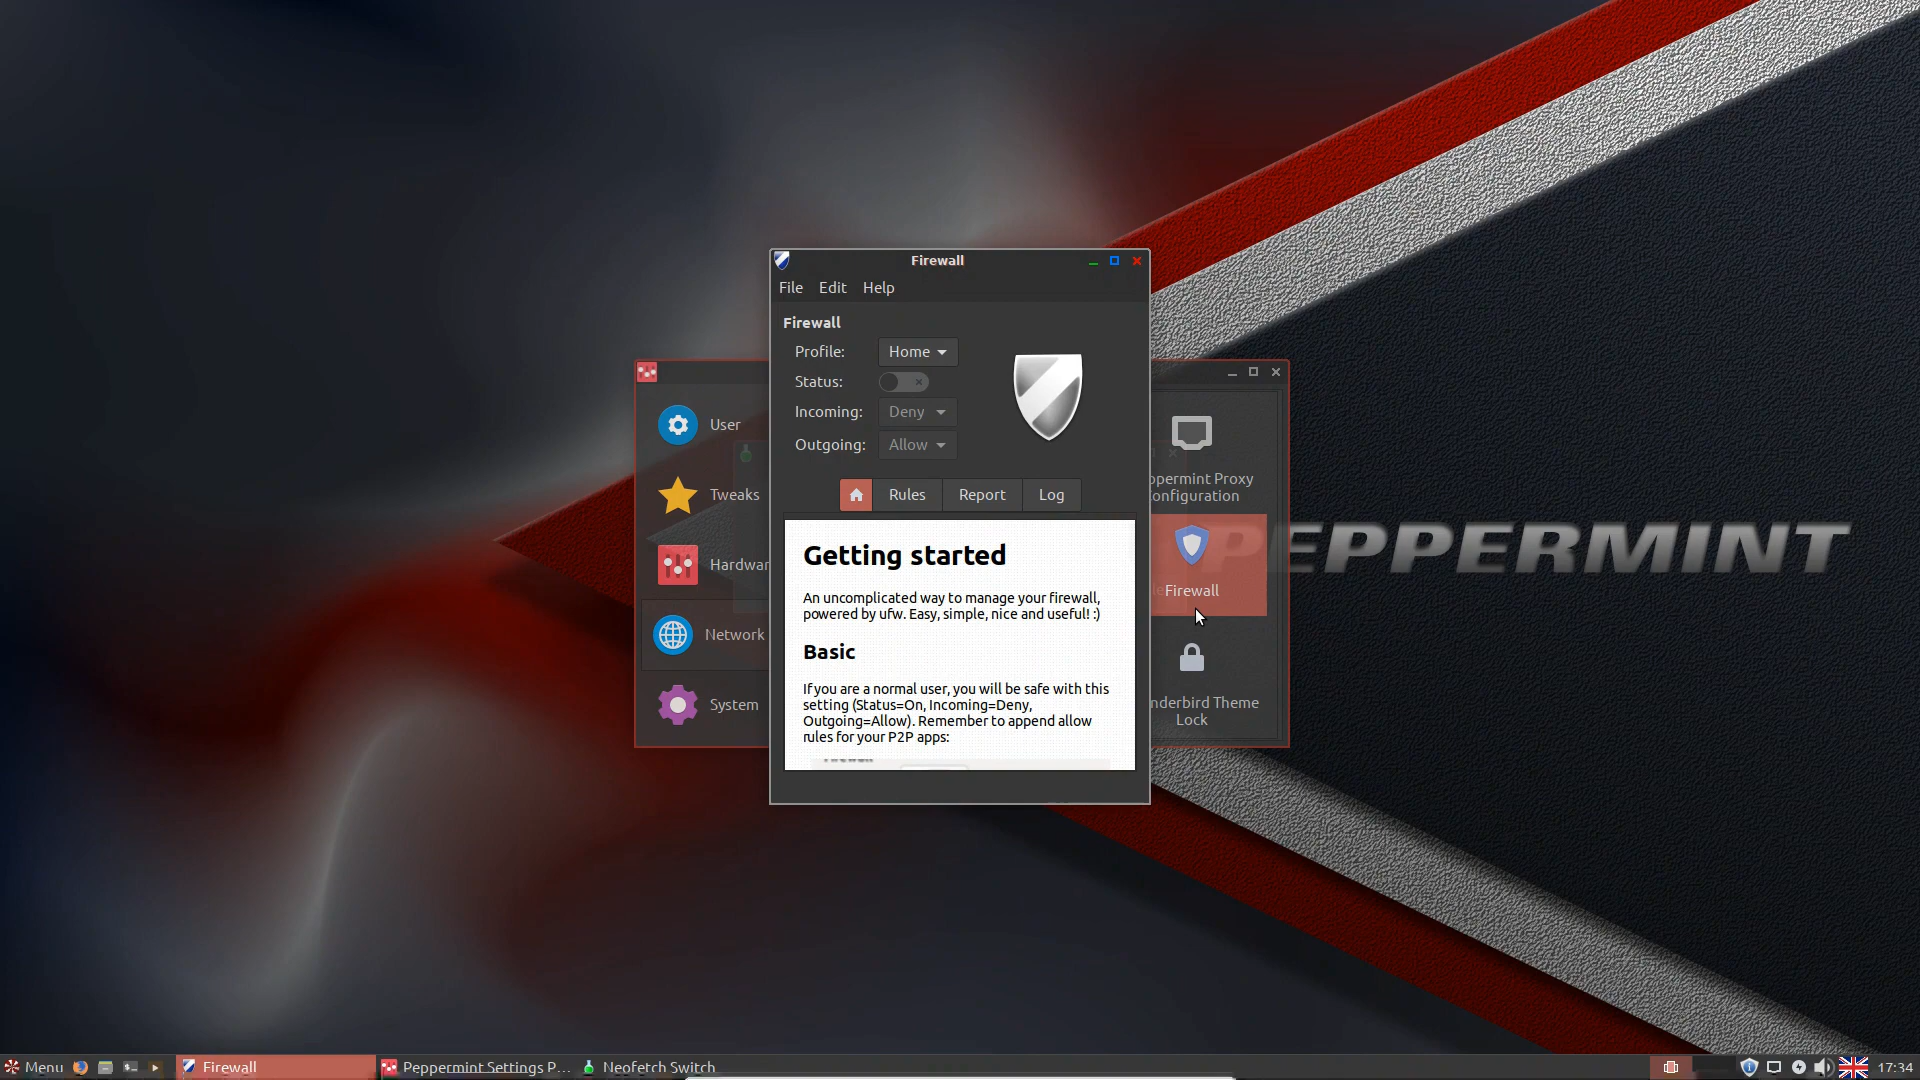 Firewall
File Edit Help
Firewall
Profile: Home
Status:
Incoming: Deny
Outgoing: Allow
Rules Report Log
Getting started
An uncomplicated way to manage your firewall,
powered by ufw. Easy, simple, nice and useful! :)
Basic
If you are a normal user, you will be safe with this
setting (Status=On, Incoming=Deny,
Outgoing=Allow). Remember to append allow
rules for your P2P apps:
User
Tweaks
Hardwar
Network
System
ppermint Proxy
onfiguration
Firewall
nderbird Theme
Lock
PEPPERMINT
Menu Firewall Peppermint Settings P... Neofetch Switch 17:34